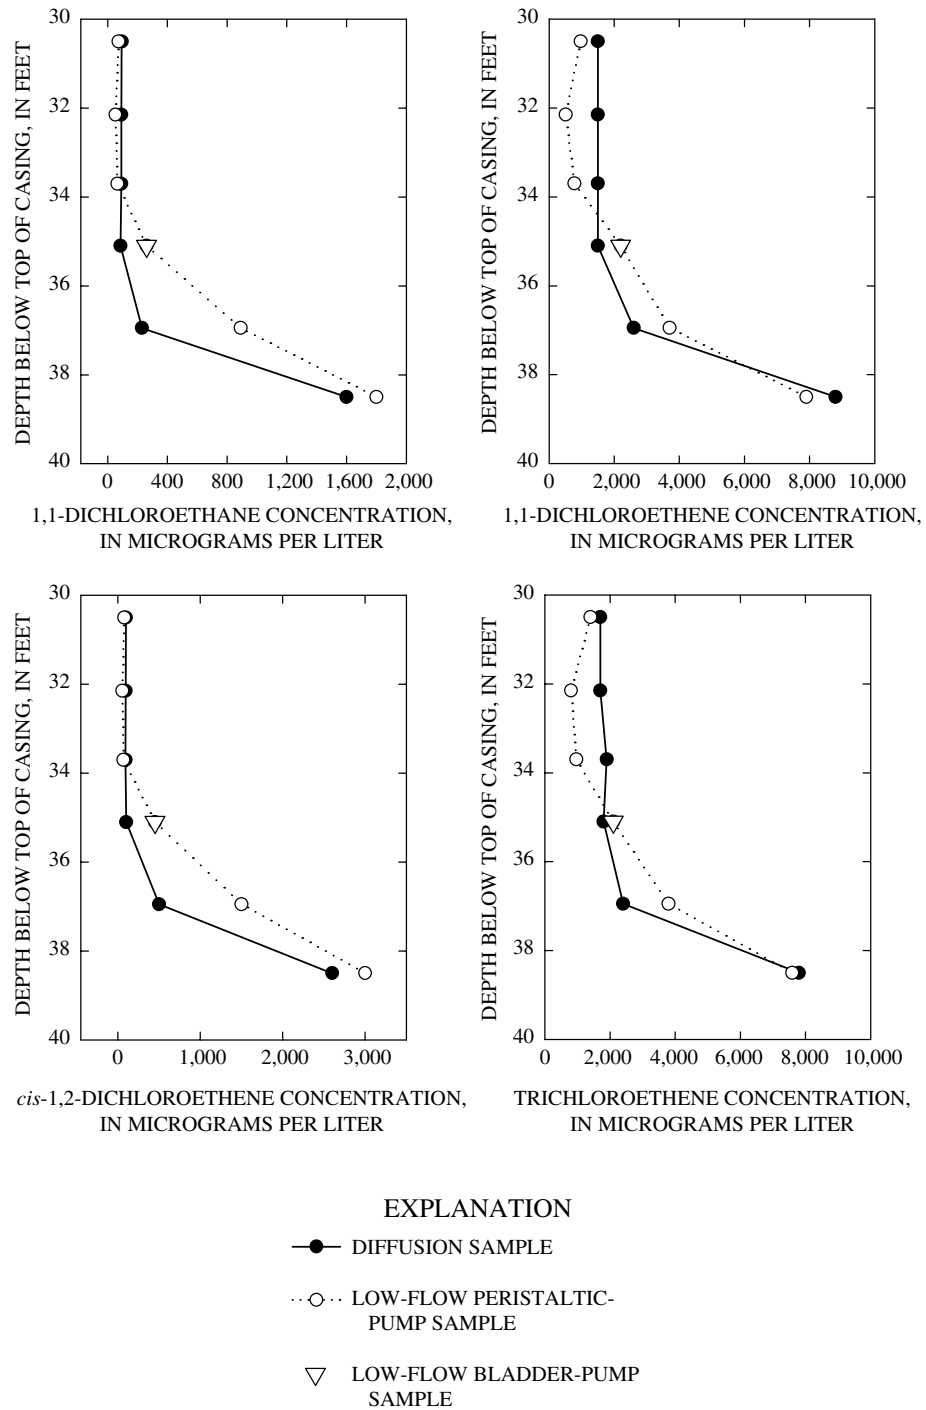 30
32
34
36
38
40
DEPTH BELOW TOP OF CASING, IN FEET
0 400 800 1,200 1,600 2,000
1,1-DICHLOROETHANE CONCENTRATION,
IN MICROGRAMS PER LITER
30
32
34
36
38
40
DEPTH BELOW TOP OF CASING, IN FEET
0 2,000 4,000 6,000 8,000 10,000
1,1-DICHLOROETHENE CONCENTRATION,
IN MICROGRAMS PER LITER
30
32
34
36
38
40
DEPTH BELOW TOP OF CASING, IN FEET
0 1,000 2,000 3,000
cis-1,2-DICHLOROETHENE CONCENTRATION,
IN MICROGRAMS PER LITER
30
32
34
36
38
40
DEPTH BELOW TOP OF CASING, IN FEET
0 2,000 4,000 6,000 8,000 10,000
TRICHLOROETHENE CONCENTRATION,
IN MICROGRAMS PER LITER
EXPLANATION
DIFFUSION SAMPLE
LOW-FLOW PERISTALTIC-
PUMP SAMPLE
LOW-FLOW BLADDER-PUMP
SAMPLE